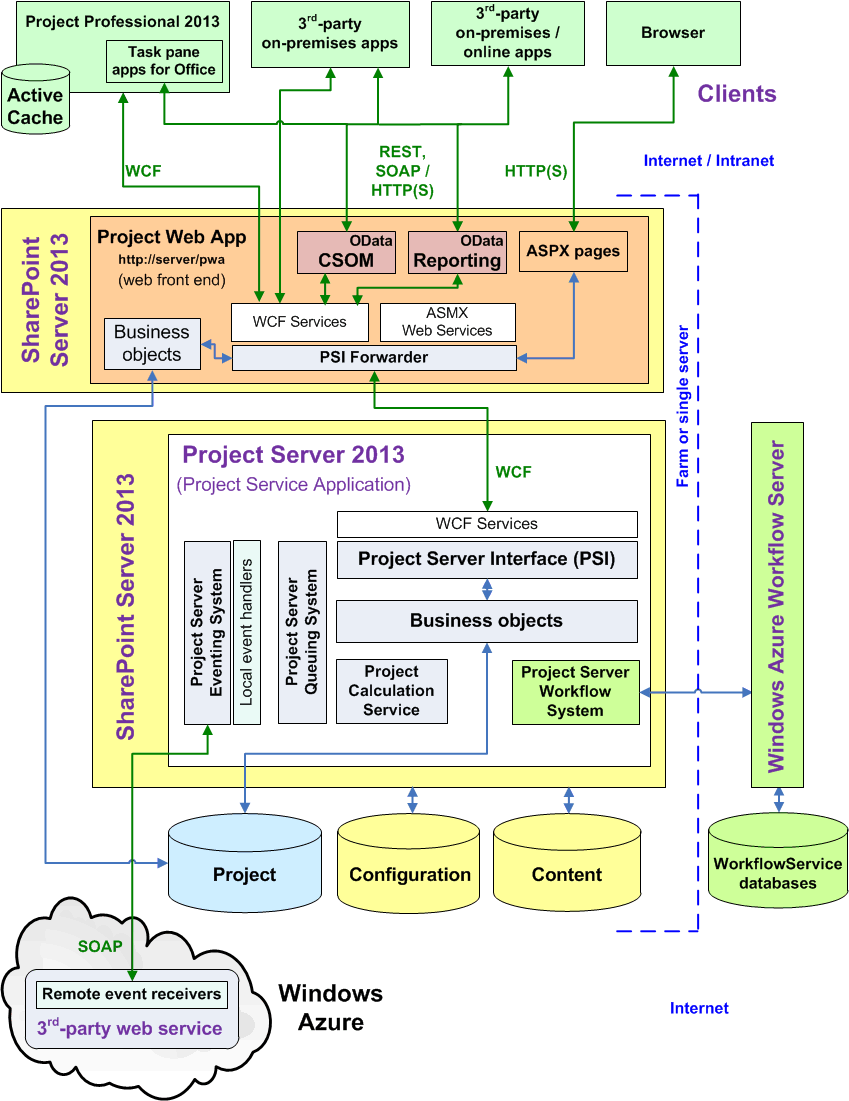 Project Professional 2013
Task pane
apps for Office
Active
Cache
3rd-party
on-premises apps
3rd-party
on-premises /
online apps
Browser
Clients
WCF
REST,
SOAP /
HTTP(S)
HTTP(S)
Internet / Intranet
SharePoint
Server 2013
Project Web App
http://server/pwa
(web front end)
OData
CSOM
OData
Reporting
ASPX pages
WCF Services
ASMX
Web Services
Business
objects
PSI Forwarder
Farm or single server
SharePoint Server 2013
Project Server 2013
(Project Service Application)
WCF
WCF Services
Project Server Interface (PSI)
Project Server
Eventing System
Local event handlers
Project Server
Queuing System
Business objects
Project
Calculation
Service
Project Server
Workflow
System
Windows Azure Workflow Server
Project
Configuration
Content
WorkflowService
databases
SOAP
Remote event receivers
3rd-party web service
Windows
Azure
Internet